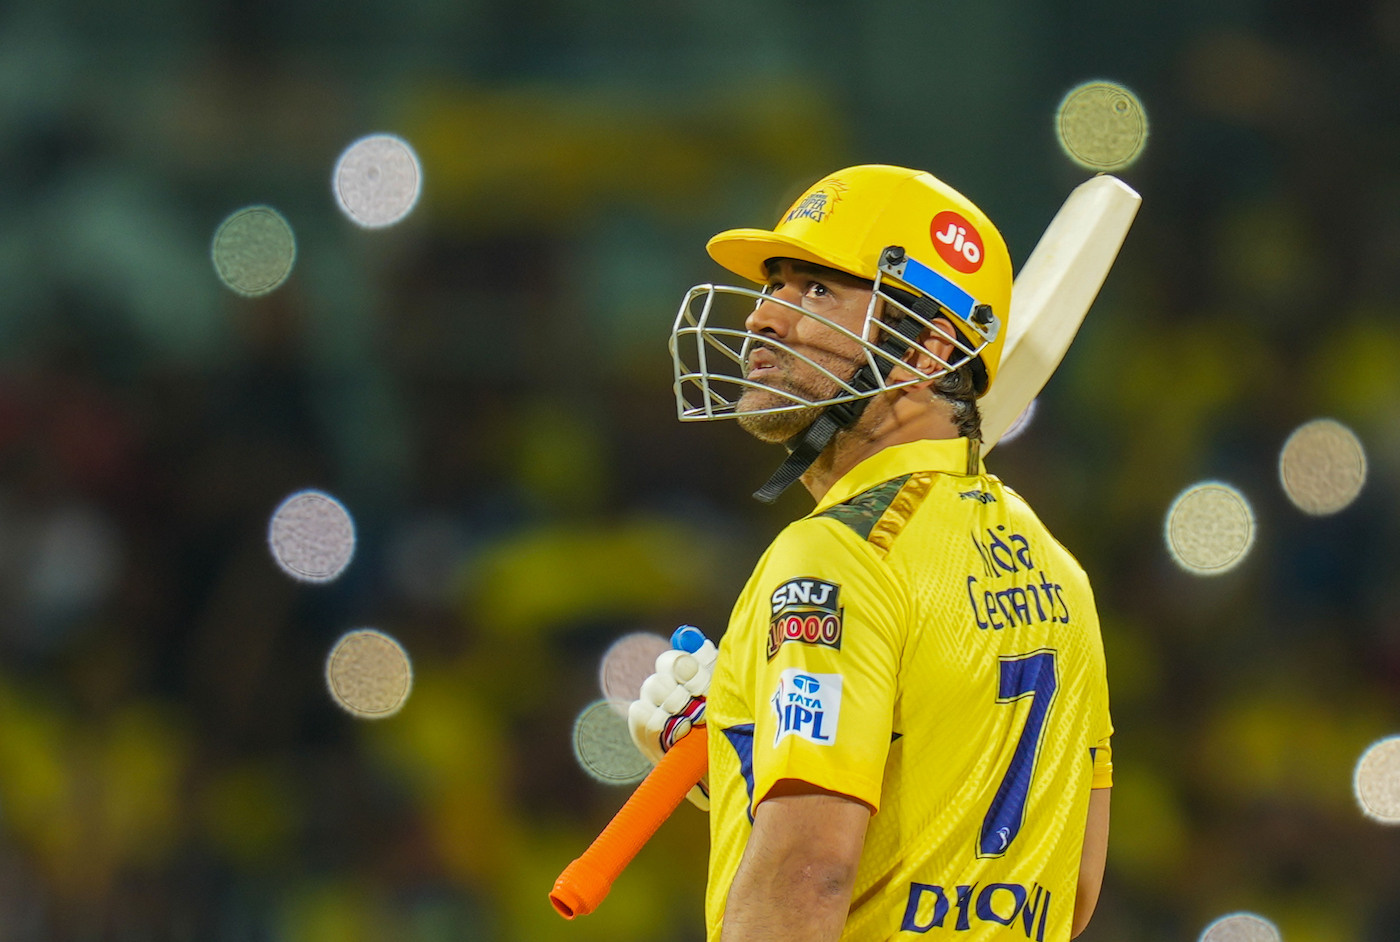 SUPER
KINGS
Jio
India
Cements
SNJ
10000
TATA
IPL
7
DHONI